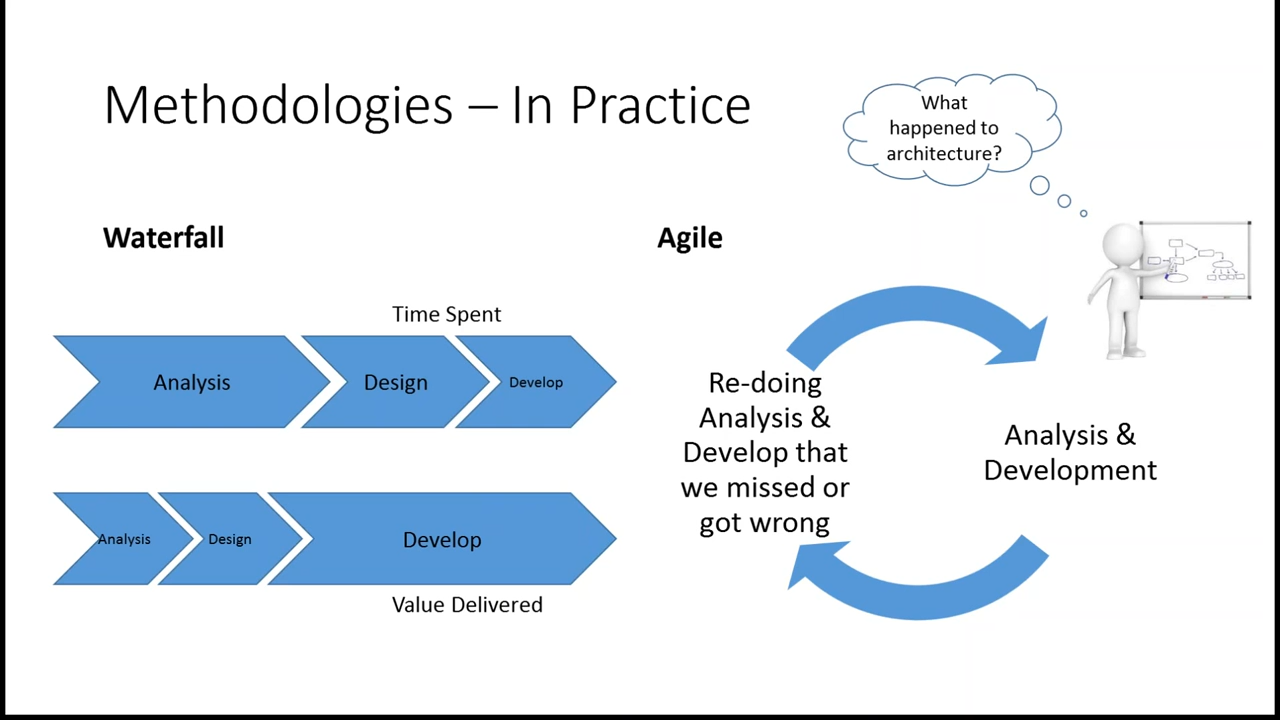 Methodologies – In Practice
What
happened to
architecture?
Waterfall
Time Spent
Analysis
Design
Develop
Analysis
Design
Develop
Value Delivered
Agile
Re-doing
Analysis &
Develop that
we missed or
got wrong
Analysis &
Development